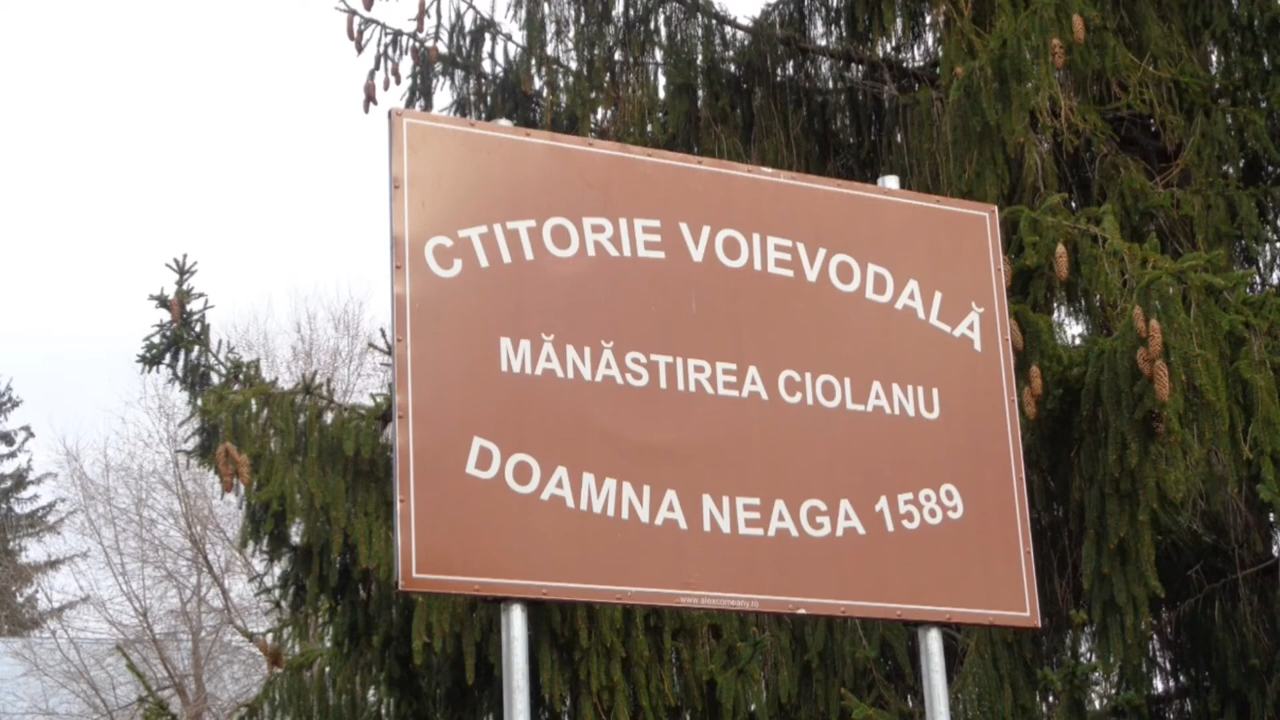 CTITORIE VOIEVODALĂ
MĂNĂSTIREA CIOLANU
DOAMNA NEAGA 1589
www.alexcomeany.ro